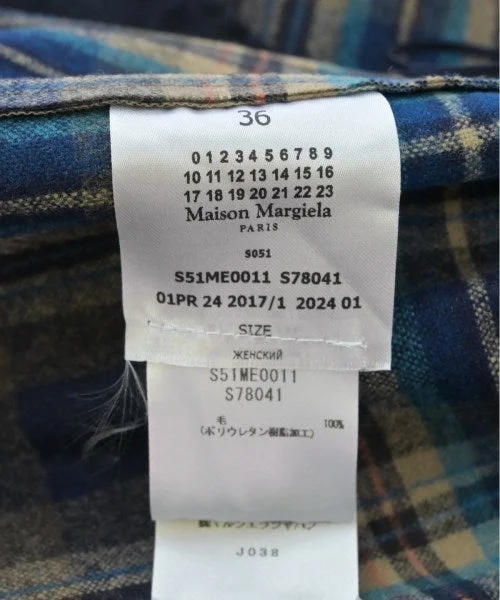 36
0 1 2 3 4 5 6 7 8 9
10 11 12 13 14 15 16
17 18 19 20 21 22 23
Maison Margiela
PARIS
S051
S51ME0011 S78041
01PR 24 2017/1 2024 01
SIZE
ЖЕНСКИЙ
S51ME0011
S78041
毛 100%
(ポリウレタン樹脂加工)
J038